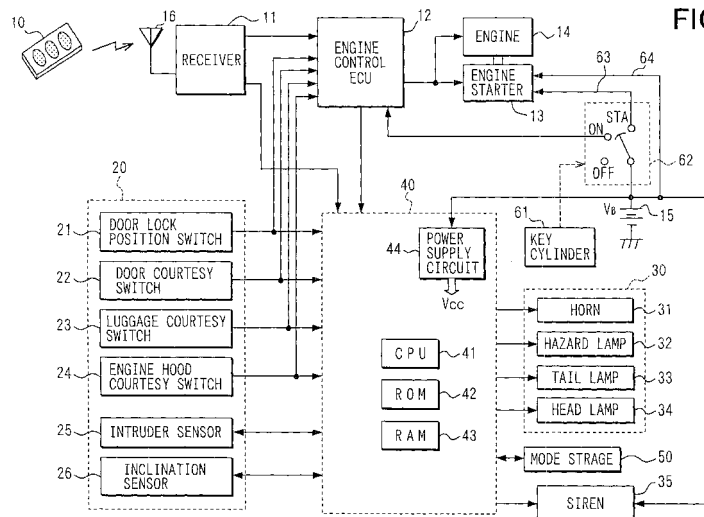 FIG
10
16
11
12
14
RECEIVER
ENGINE
CONTROL
ECU
ENGINE
ENGINE
STARTER
13
63
64
STA
ON
OFF
62
20
40
61
VB
15
21
DOOR LOCK
POSITION SWITCH
44
POWER
SUPPLY
CIRCUIT
KEY
CYLINDER
22
DOOR COURTESY
SWITCH
Vcc
30
23
LUGGAGE COURTESY
SWITCH
HORN
31
24
ENGINE HOOD
COURTESY SWITCH
CPU
41
HAZARD LAMP
32
ROM
42
TAIL LAMP
33
25
INTRUDER SENSOR
RAM
43
HEAD LAMP
34
26
INCLINATION
SENSOR
MODE STRAGE
50
35
SIREN